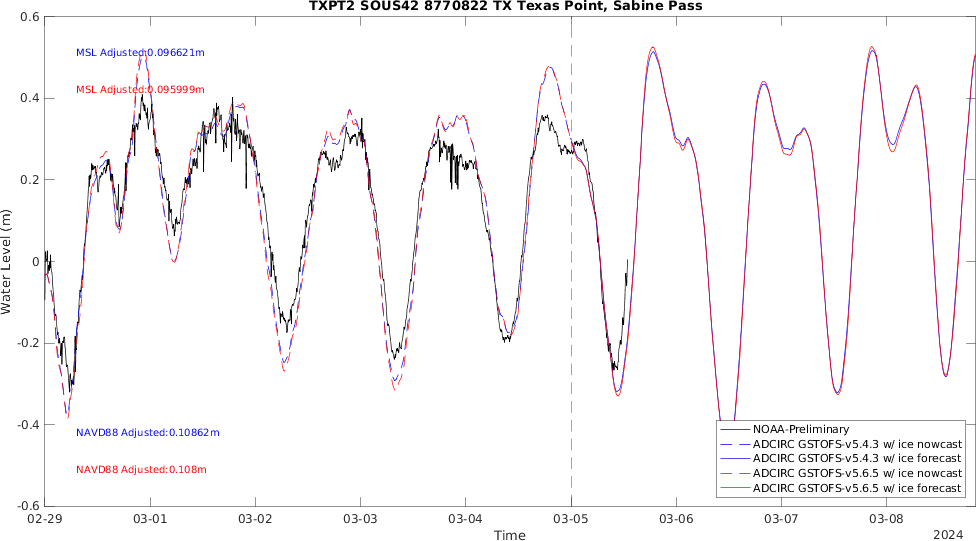 TXPT2 SOUS42 8770822 TX Texas Point, Sabine Pass
0.6
MSL Adjusted:0.096621m
MSL Adjusted:0.095999m
0.4
0.2
0
-0.2
-0.4
-0.6
Water Level (m)
NAVD88 Adjusted:0.10862m
NAVD88 Adjusted:0.108m
NOAA-Preliminary
ADCIRC GSTOFS-v5.4.3 w/ ice nowcast
ADCIRC GSTOFS-v5.4.3 w/ ice forecast
ADCIRC GSTOFS-v5.6.5 w/ ice nowcast
ADCIRC GSTOFS-v5.6.5 w/ ice forecast
02-29 03-01 03-02 03-03 03-04 03-05 03-06 03-07 03-08
Time
2024